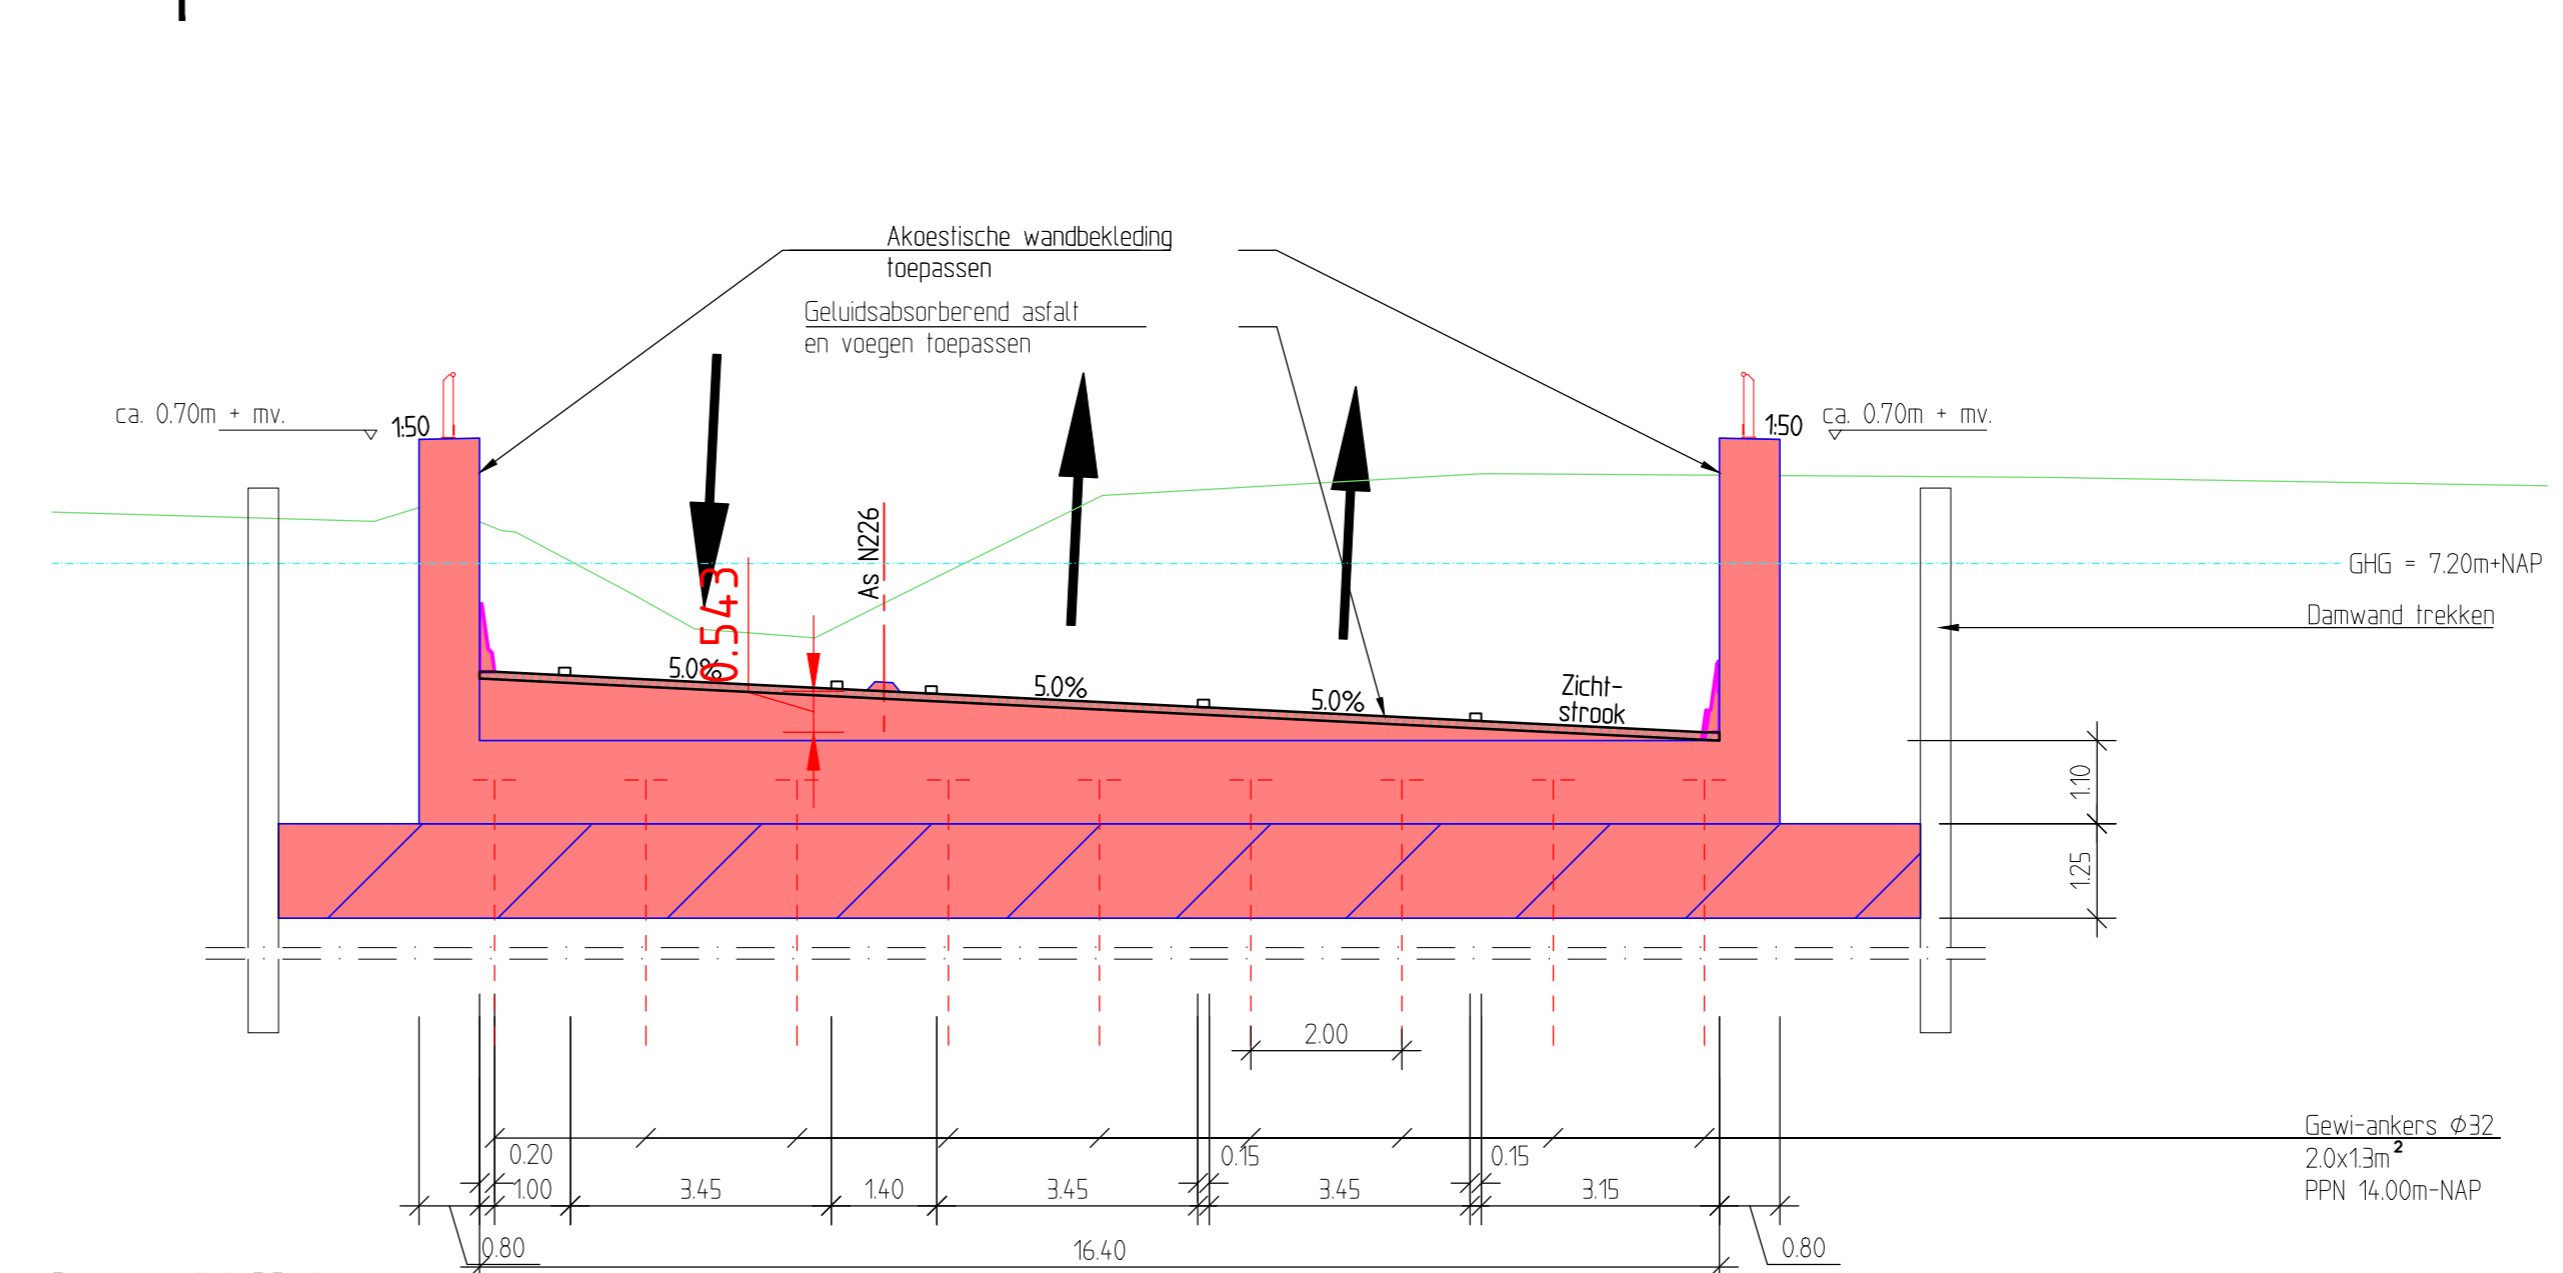 Akoestische wandbekleding
toepassen
Geluidsabsorberend asfalt
en voegen toepassen
ca. 0.70m + mv.
1:50
1:50
ca. 0.70m + mv.
As N226
0.543
GHG = 7.20m+NAP
Damwand trekken
5.0%
5.0%
5.0%
Zicht-
strook
1.10
1.25
2.00
Gewi-ankers ϕ32
2.0x1.3m²
PPN 14.00m-NAP
0.20
0.15
0.15
1.00
3.45
1.40
3.45
3.45
3.15
0.80
16.40
0.80